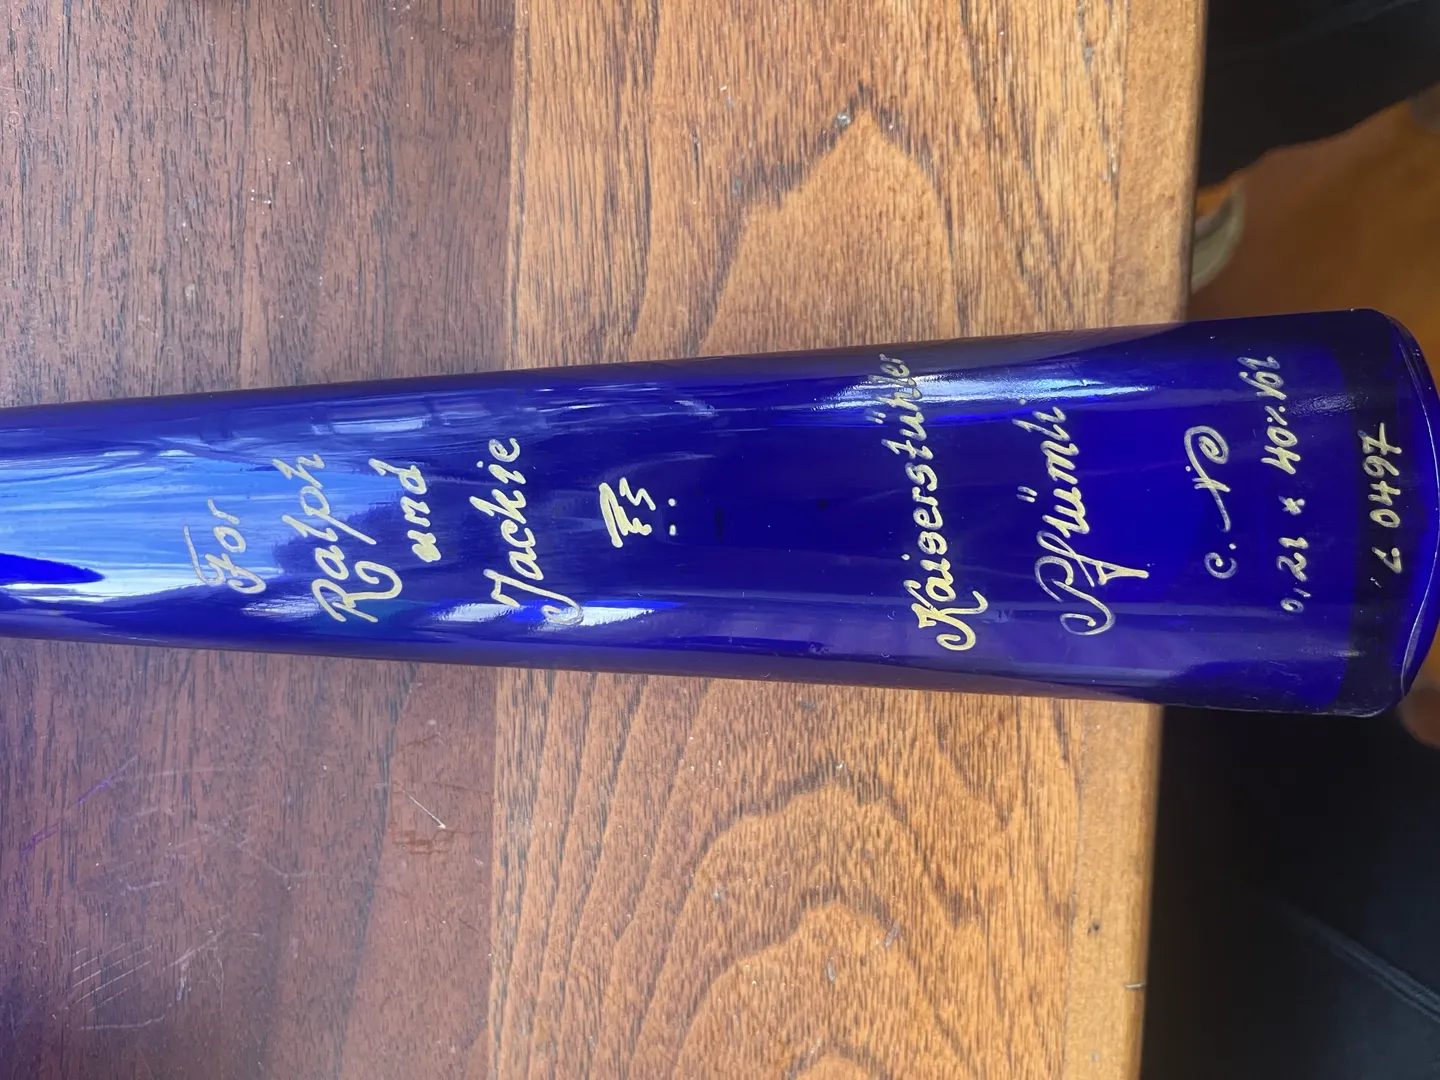 For
Ralph
und
Jackie
Kaiserstühler
Pflümli
0,2l * 40% Vol
L 0497